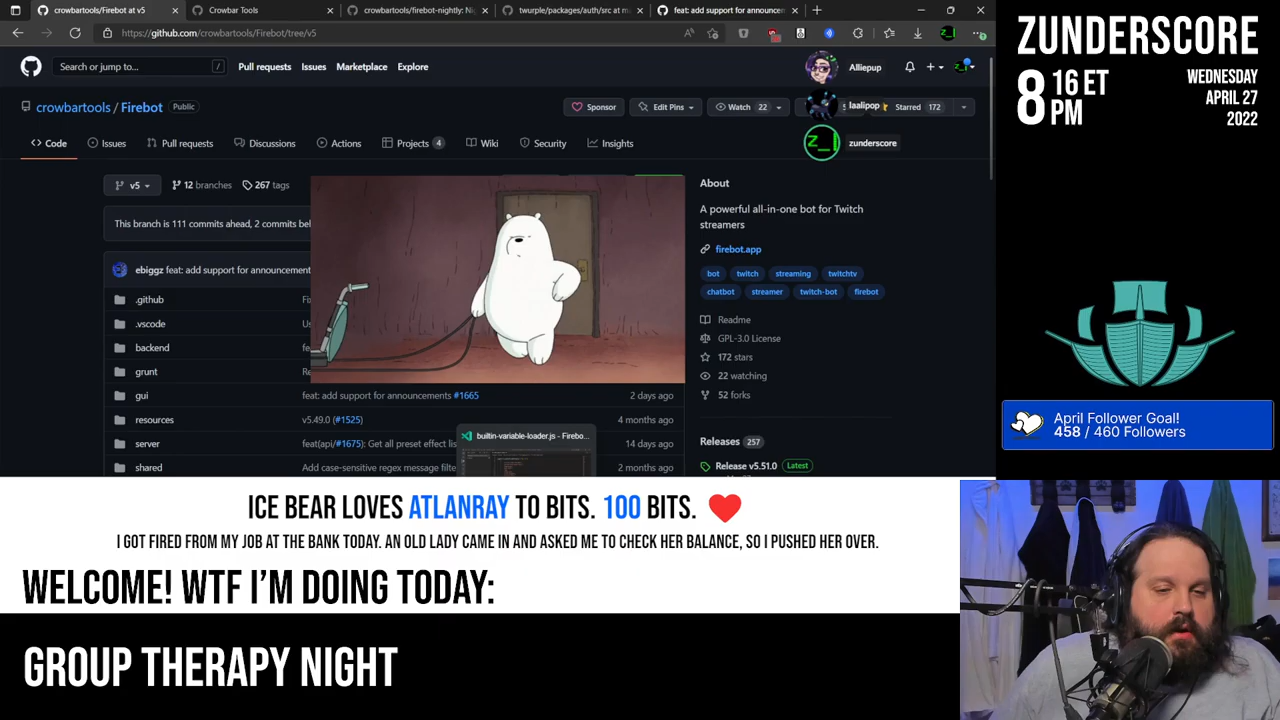 crowbartools/Firebot at v5
Crowbar Tools
crowbartools/firebot-nightly: Ni
twurple/packages/auth/src at m
feat: add support for announcem
https://github.com/crowbartools/Firebot/tree/v5
Search or jump to...
/
Pull requests
Issues
Marketplace
Explore
Alliepup
crowbartools / Firebot
Public
Sponsor
Edit Pins
Watch 22
laalipop
Starred 172
zunderscore
Code
Pull requests
Discussions
Actions
Projects 4
Wiki
Security
Insights
v5
12 branches
267 tags
This branch is 111 commits ahead, 2 commits
ebiggz feat: add support for announcement
.github
.vscode
backend
grunt
gui
feat: add support for announcements #1665
2 days ago
resources
v5.49.0 (#1525)
4 months ago
server
feat(api/#1675): Get all preset effect lis
14 days ago
shared
Add case-sensitive regex message filte
2 months ago
builtin-variable-loader.js - Firebo...
About
A powerful all-in-one bot for Twitch
streamers
firebot.app
bot
twitch
streaming
twitchtv
chatbot
streamer
twitch-bot
firebot
Readme
GPL-3.0 License
172 stars
22 watching
52 forks
Releases 257
Release v5.51.0 Latest
ZUNDERSCORE
8 16 ET
PM
WEDNESDAY
APRIL 27
2022
April Follower Goal!
458 / 460 Followers
ICE BEAR LOVES ATLANRAY TO BITS. 100 BITS.
I GOT FIRED FROM MY JOB AT THE BANK TODAY. AN OLD LADY CAME IN AND ASKED ME TO CHECK HER BALANCE, SO I PUSHED HER OVER.
WELCOME! WTF I'M DOING TODAY:
GROUP THERAPY NIGHT